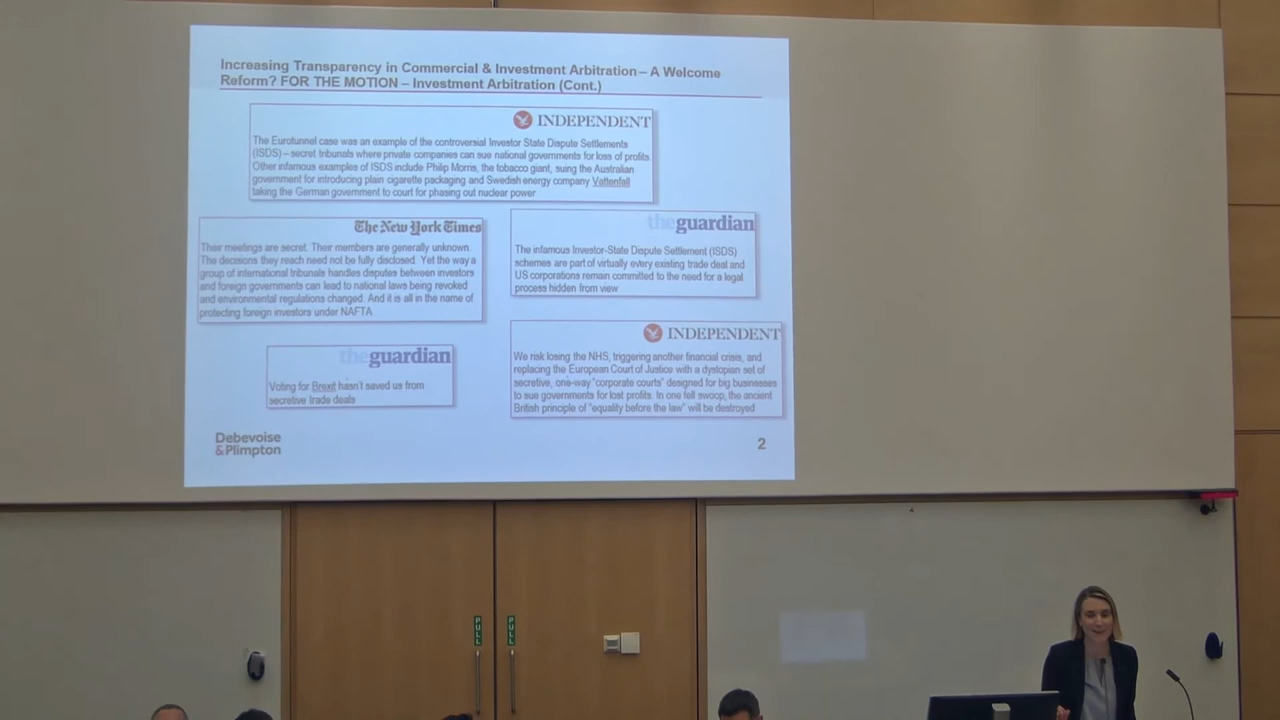 Increasing Transparency in Commercial & Investment Arbitration – A Welcome
Reform? FOR THE MOTION – Investment Arbitration (Cont.)
INDEPENDENT
The Eurotunnel case was an example of the controversial Investor State Dispute Settlements
(ISDS) – secret tribunals where private companies can sue national governments for loss of profits.
Other infamous examples of ISDS include Philip Morris, the tobacco giant, suing the Australian
government for introducing plain cigarette packaging and Swedish energy company Vattenfall
taking the German government to court for phasing out nuclear power
The New York Times
Their meetings are secret. Their members are generally unknown.
The decisions they reach need not be fully disclosed. Yet the way a
group of international tribunals handles disputes between investors
and foreign governments can lead to national laws being revoked
and environmental regulations changed. And it is all in the name of
protecting foreign investors under NAFTA
theguardian
The infamous Investor-State Dispute Settlement (ISDS)
schemes are part of virtually every existing trade deal and
US corporations remain committed to the need for a legal
process hidden from view
theguardian
Voting for Brexit hasn't saved us from
secretive trade deals
INDEPENDENT
We risk losing the NHS, triggering another financial crisis, and
replacing the European Court of Justice with a dystopian set of
secretive, one-way "corporate courts" designed for big businesses
to sue governments for lost profits. In one fell swoop, the ancient
British principle of "equality before the law" will be destroyed
Debevoise
&Plimpton
2
PULL
PULL